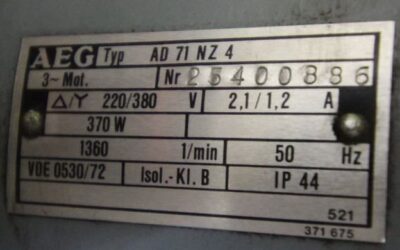 AEG Typ AD 71 NZ 4
3~ Mot. Nr 25400886
△/Y 220/380 V 2,1/1,2 A
370 W
1360 1/min 50 Hz
VDE 0530/72 Isol.-Kl. B IP 44
521
371 675